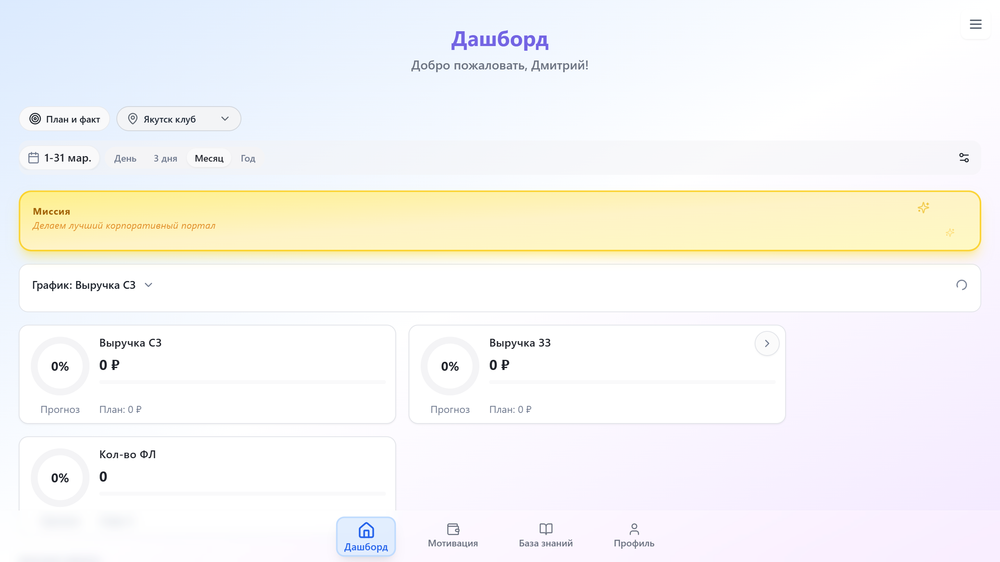 Дашборд
Добро пожаловать, Дмитрий!
План и факт
Якутск клуб
1-31 мар.
День
3 дня
Месяц
Год
Миссия
Делаем лучший корпоративный портал
График: Выручка СЗ
0%
Выручка СЗ
0 ₽
Прогноз
План: 0 ₽
0%
Выручка ЗЗ
0 ₽
Прогноз
План: 0 ₽
0%
Кол-во ФЛ
0
Дашборд
Мотивация
База знаний
Профиль